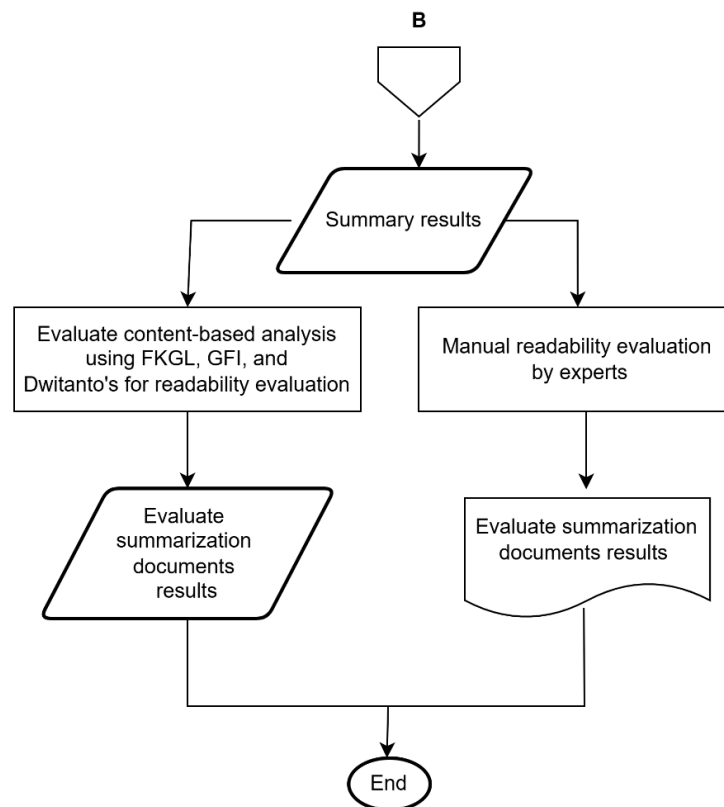 B
Summary results
Evaluate content-based analysis
using FKGL, GFI, and
Dwitanto's for readability evaluation
Manual readability evaluation
by experts
Evaluate
summarization
documents
results
Evaluate summarization
documents results
End